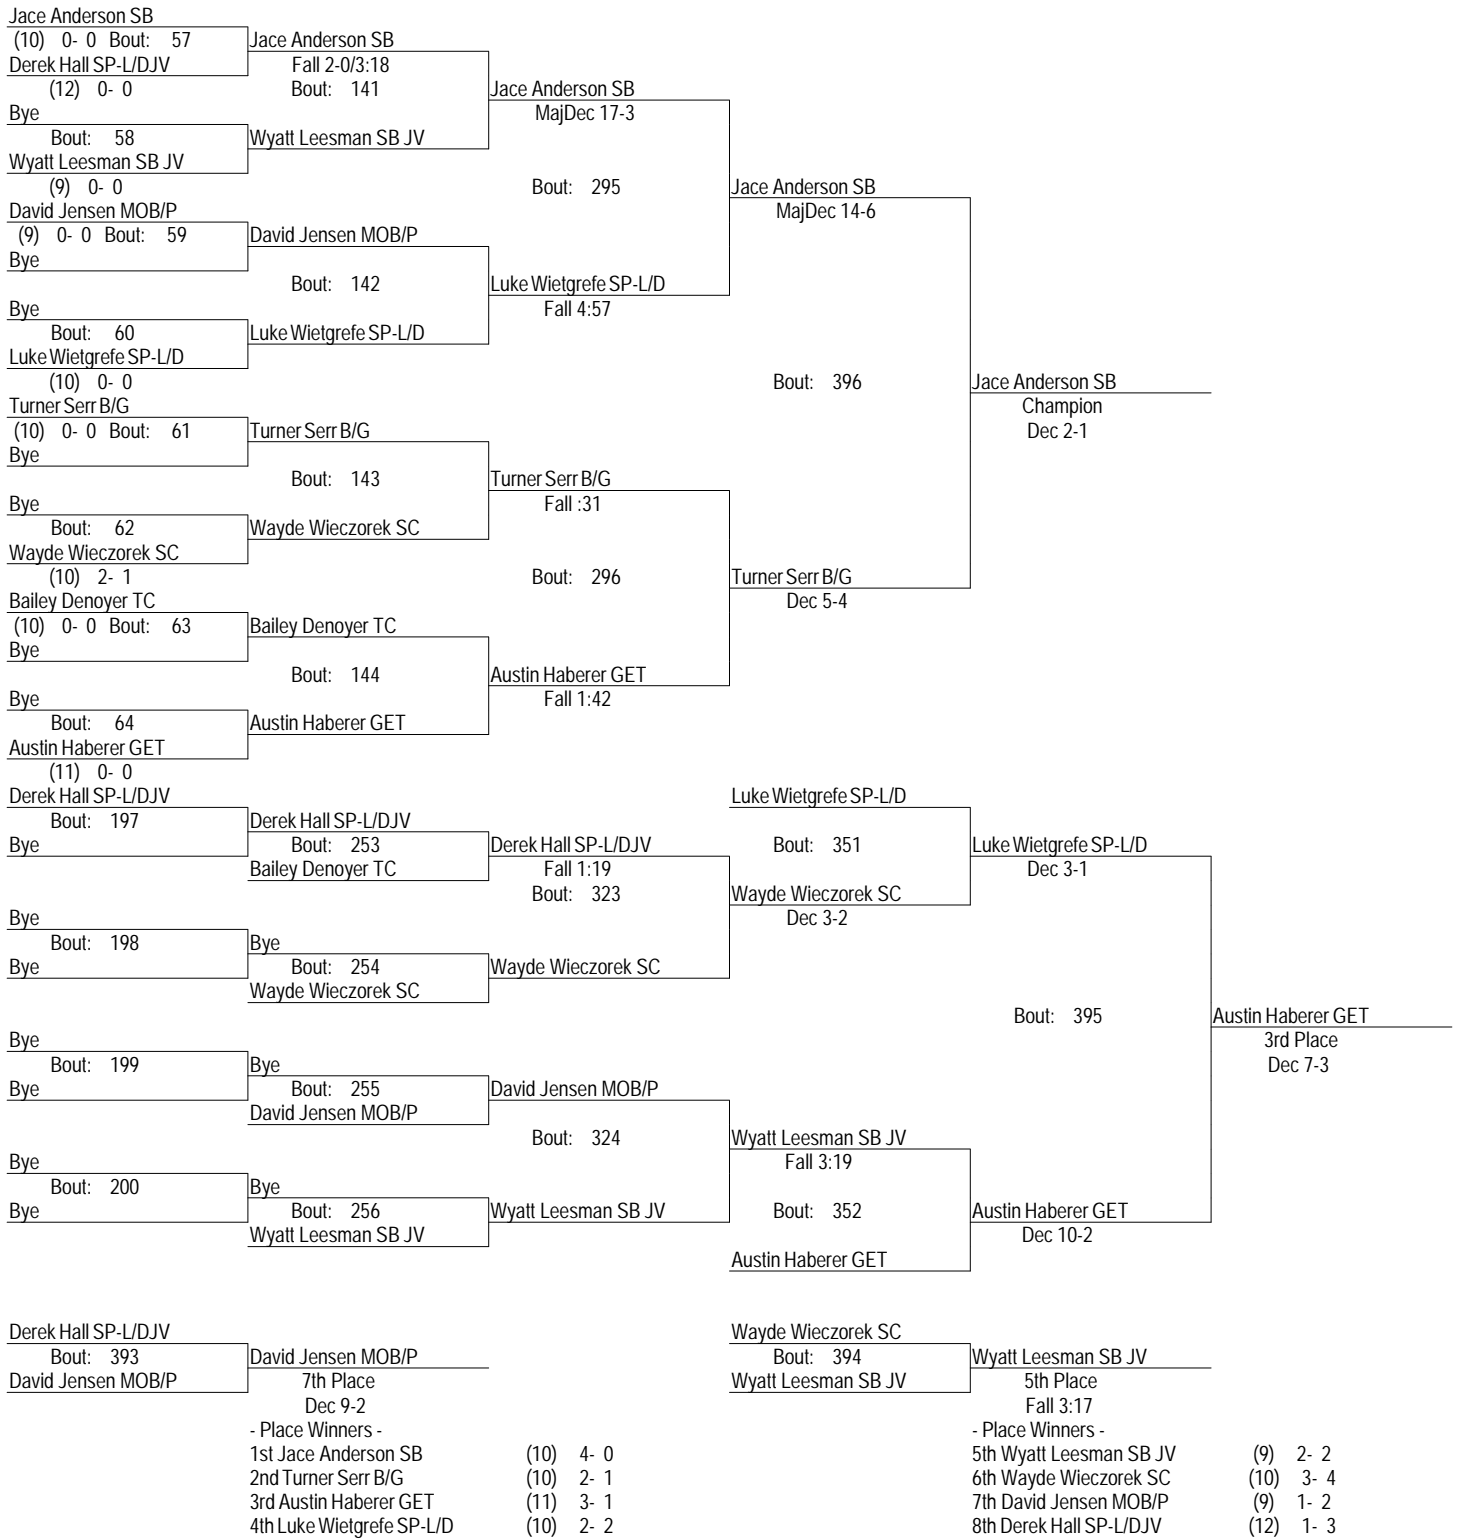 Jace Anderson SB
(10) 0- 0 Bout: 57 Jace Anderson SB
Derek Hall SP-L/DJV Fall 2-0/3:18
(12) 0- 0 Bout: 141 Jace Anderson SB
Bye MajDec 17-3
Bout: 58 Wyatt Leesman SB JV
Wyatt Leesman SB JV
(9) 0- 0 Bout: 295 Jace Anderson SB
David Jensen MOB/P MajDec 14-6
(9) 0- 0 Bout: 59 David Jensen MOB/P
Bye
Bout: 142 Luke Wietgrefe SP-L/D
Bye Fall 4:57
Bout: 60 Luke Wietgrefe SP-L/D
Luke Wietgrefe SP-L/D
(10) 0- 0 Bout: 396 Jace Anderson SB
Turner Serr B/G Champion
(10) 0- 0 Bout: 61 Turner Serr B/G Dec 2-1
Bye
Bout: 143 Turner Serr B/G
Bye Fall :31
Bout: 62 Wayde Wieczorek SC
Wayde Wieczorek SC
(10) 2- 1 Bout: 296 Turner Serr B/G
Bailey Denoyer TC Dec 5-4
(10) 0- 0 Bout: 63 Bailey Denoyer TC
Bye
Bout: 144 Austin Haberer GET
Bye Fall 1:42
Bout: 64 Austin Haberer GET
Austin Haberer GET
(11) 0- 0
Derek Hall SP-L/DJV Luke Wietgrefe SP-L/D
Bout: 197 Derek Hall SP-L/DJV
Bye Bout: 253 Derek Hall SP-L/DJV Bout: 351 Luke Wietgrefe SP-L/D
Bailey Denoyer TC Fall 1:19 Dec 3-1
Bout: 323 Wayde Wieczorek SC
Bye Dec 3-2
Bout: 198 Bye
Bye Bout: 254 Wayde Wieczorek SC
Wayde Wieczorek SC
Bout: 395 Austin Haberer GET
Bye 3rd Place
Bout: 199 Bye Dec 7-3
Bye Bout: 255 David Jensen MOB/P
David Jensen MOB/P
Bout: 324 Wyatt Leesman SB JV
Bye Fall 3:19
Bout: 200 Bye
Bye Bout: 256 Wyatt Leesman SB JV Bout: 352 Austin Haberer GET
Wyatt Leesman SB JV Dec 10-2
Austin Haberer GET
Derek Hall SP-L/DJV Wayde Wieczorek SC
Bout: 393 David Jensen MOB/P Bout: 394 Wyatt Leesman SB JV
David Jensen MOB/P 7th Place Wyatt Leesman SB JV 5th Place
Dec 9-2 Fall 3:17
- Place Winners - - Place Winners -
1st Jace Anderson SB (10) 4- 0 5th Wyatt Leesman SB JV (9) 2- 2
2nd Turner Serr B/G (10) 2- 1 6th Wayde Wieczorek SC (10) 3- 4
3rd Austin Haberer GET (11) 3- 1 7th David Jensen MOB/P (9) 1- 2
4th Luke Wietgrefe SP-L/D (10) 2- 2 8th Derek Hall SP-L/DJV (12) 1- 3